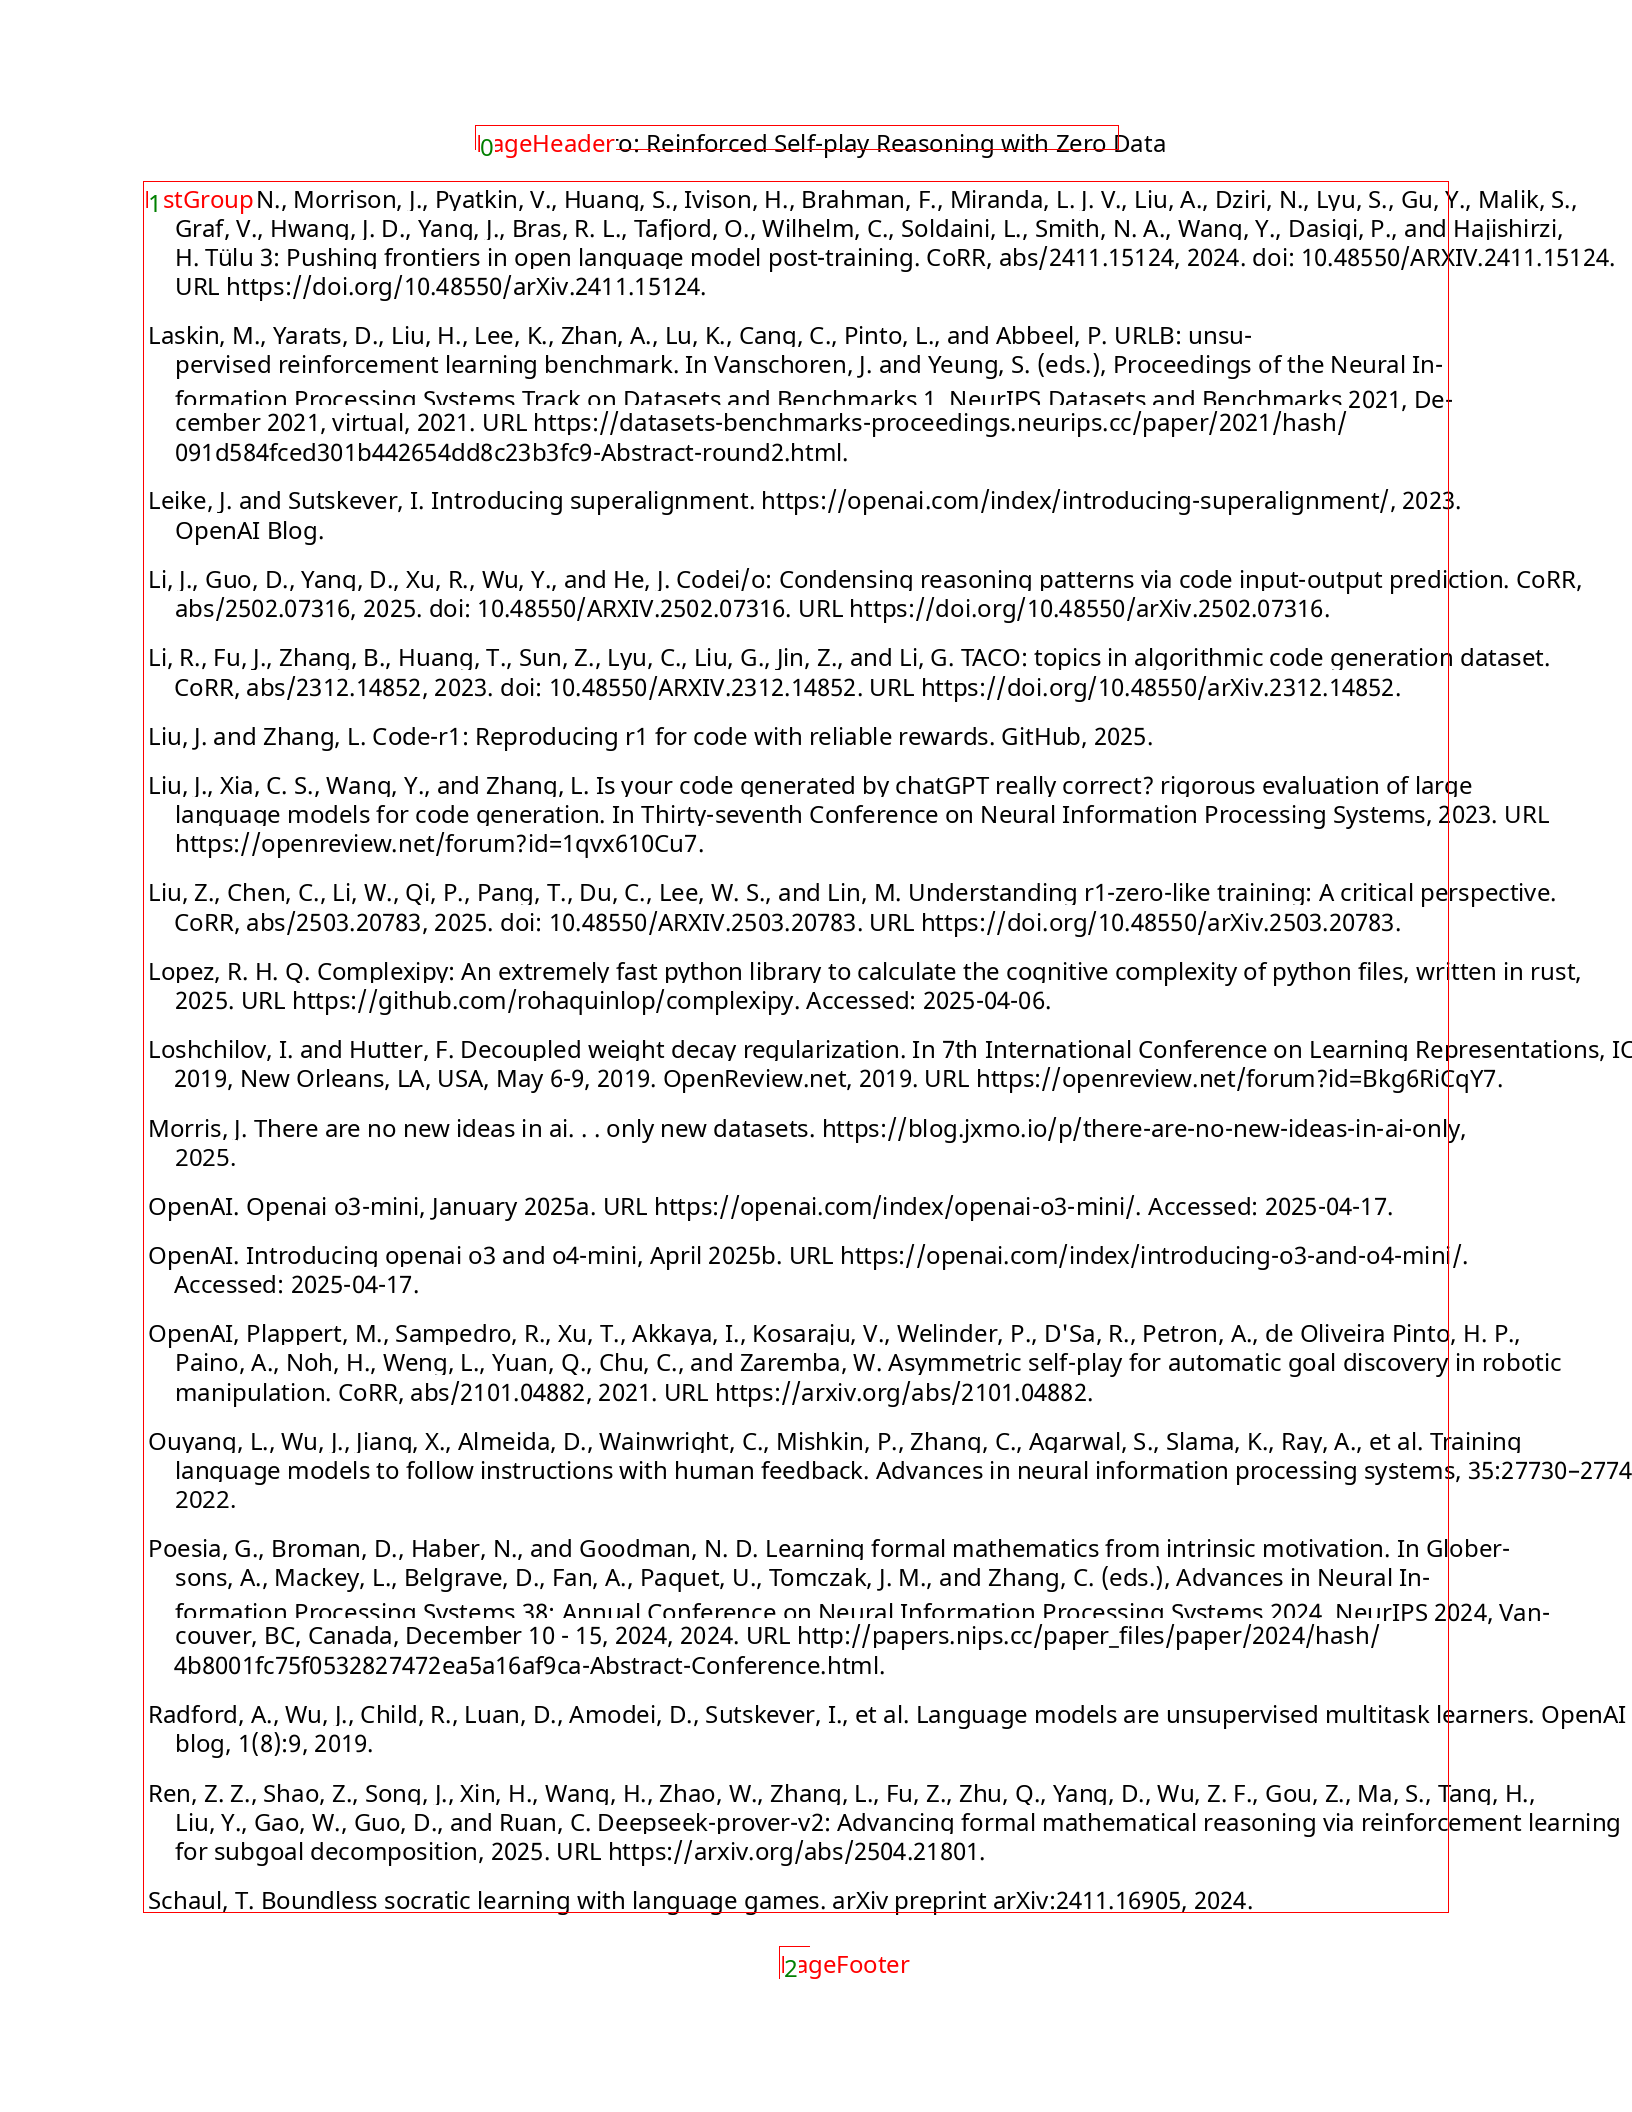 0ageHeadero: Reinforced Self-play Reasoning with Zero Data
1stGroup N., Morrison, J., Pyatkin, V., Huang, S., Ivison, H., Brahman, F., Miranda, L. J. V., Liu, A., Dziri, N., Lyu, S., Gu, Y., Malik, S.,
Graf, V., Hwang, J. D., Yang, J., Bras, R. L., Tafjord, O., Wilhelm, C., Soldaini, L., Smith, N. A., Wang, Y., Dasigi, P., and Hajishirzi,
H. Tülu 3: Pushing frontiers in open language model post-training. CoRR, abs/2411.15124, 2024. doi: 10.48550/ARXIV.2411.15124.
URL https://doi.org/10.48550/arXiv.2411.15124.
Laskin, M., Yarats, D., Liu, H., Lee, K., Zhan, A., Lu, K., Cang, C., Pinto, L., and Abbeel, P. URLB: unsu-
pervised reinforcement learning benchmark. In Vanschoren, J. and Yeung, S. (eds.), Proceedings of the Neural In-
formation Processing Systems Track on Datasets and Benchmarks 1, NeurIPS Datasets and Benchmarks 2021, De-
cember 2021, virtual, 2021. URL https://datasets-benchmarks-proceedings.neurips.cc/paper/2021/hash/
091d584fced301b442654dd8c23b3fc9-Abstract-round2.html.
Leike, J. and Sutskever, I. Introducing superalignment. https://openai.com/index/introducing-superalignment/, 2023.
OpenAI Blog.
Li, J., Guo, D., Yang, D., Xu, R., Wu, Y., and He, J. Codei/o: Condensing reasoning patterns via code input-output prediction. CoRR,
abs/2502.07316, 2025. doi: 10.48550/ARXIV.2502.07316. URL https://doi.org/10.48550/arXiv.2502.07316.
Li, R., Fu, J., Zhang, B., Huang, T., Sun, Z., Lyu, C., Liu, G., Jin, Z., and Li, G. TACO: topics in algorithmic code generation dataset.
CoRR, abs/2312.14852, 2023. doi: 10.48550/ARXIV.2312.14852. URL https://doi.org/10.48550/arXiv.2312.14852.
Liu, J. and Zhang, L. Code-r1: Reproducing r1 for code with reliable rewards. GitHub, 2025.
Liu, J., Xia, C. S., Wang, Y., and Zhang, L. Is your code generated by chatGPT really correct? rigorous evaluation of large
language models for code generation. In Thirty-seventh Conference on Neural Information Processing Systems, 2023. URL
https://openreview.net/forum?id=1qvx610Cu7.
Liu, Z., Chen, C., Li, W., Qi, P., Pang, T., Du, C., Lee, W. S., and Lin, M. Understanding r1-zero-like training: A critical perspective.
CoRR, abs/2503.20783, 2025. doi: 10.48550/ARXIV.2503.20783. URL https://doi.org/10.48550/arXiv.2503.20783.
Lopez, R. H. Q. Complexipy: An extremely fast python library to calculate the cognitive complexity of python files, written in rust,
2025. URL https://github.com/rohaquinlop/complexipy. Accessed: 2025-04-06.
Loshchilov, I. and Hutter, F. Decoupled weight decay regularization. In 7th International Conference on Learning Representations, IC
2019, New Orleans, LA, USA, May 6-9, 2019. OpenReview.net, 2019. URL https://openreview.net/forum?id=Bkg6RiCqY7.
Morris, J. There are no new ideas in ai. . . only new datasets. https://blog.jxmo.io/p/there-are-no-new-ideas-in-ai-only,
2025.
OpenAI. Openai o3-mini, January 2025a. URL https://openai.com/index/openai-o3-mini/. Accessed: 2025-04-17.
OpenAI. Introducing openai o3 and o4-mini, April 2025b. URL https://openai.com/index/introducing-o3-and-o4-mini/.
Accessed: 2025-04-17.
OpenAI, Plappert, M., Sampedro, R., Xu, T., Akkaya, I., Kosaraju, V., Welinder, P., D'Sa, R., Petron, A., de Oliveira Pinto, H. P.,
Paino, A., Noh, H., Weng, L., Yuan, Q., Chu, C., and Zaremba, W. Asymmetric self-play for automatic goal discovery in robotic
manipulation. CoRR, abs/2101.04882, 2021. URL https://arxiv.org/abs/2101.04882.
Ouyang, L., Wu, J., Jiang, X., Almeida, D., Wainwright, C., Mishkin, P., Zhang, C., Agarwal, S., Slama, K., Ray, A., et al. Training
language models to follow instructions with human feedback. Advances in neural information processing systems, 35:27730–2774
2022.
Poesia, G., Broman, D., Haber, N., and Goodman, N. D. Learning formal mathematics from intrinsic motivation. In Glober-
sons, A., Mackey, L., Belgrave, D., Fan, A., Paquet, U., Tomczak, J. M., and Zhang, C. (eds.), Advances in Neural In-
formation Processing Systems 38: Annual Conference on Neural Information Processing Systems 2024, NeurIPS 2024, Van-
couver, BC, Canada, December 10 - 15, 2024, 2024. URL http://papers.nips.cc/paper_files/paper/2024/hash/
4b8001fc75f0532827472ea5a16af9ca-Abstract-Conference.html.
Radford, A., Wu, J., Child, R., Luan, D., Amodei, D., Sutskever, I., et al. Language models are unsupervised multitask learners. OpenAI
blog, 1(8):9, 2019.
Ren, Z. Z., Shao, Z., Song, J., Xin, H., Wang, H., Zhao, W., Zhang, L., Fu, Z., Zhu, Q., Yang, D., Wu, Z. F., Gou, Z., Ma, S., Tang, H.,
Liu, Y., Gao, W., Guo, D., and Ruan, C. Deepseek-prover-v2: Advancing formal mathematical reasoning via reinforcement learning
for subgoal decomposition, 2025. URL https://arxiv.org/abs/2504.21801.
Schaul, T. Boundless socratic learning with language games. arXiv preprint arXiv:2411.16905, 2024.
2ageFooter